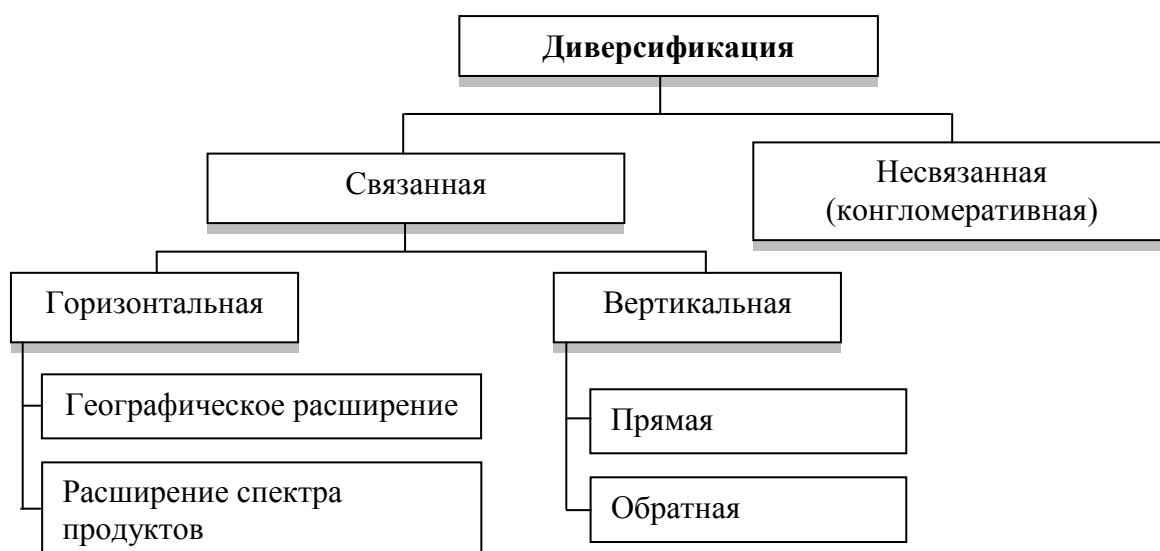 Диверсификация
Связанная
Несвязанная
(конгломеративная)
Горизонтальная
Вертикальная
Географическое расширение
Прямая
Расширение спектра
продуктов
Обратная